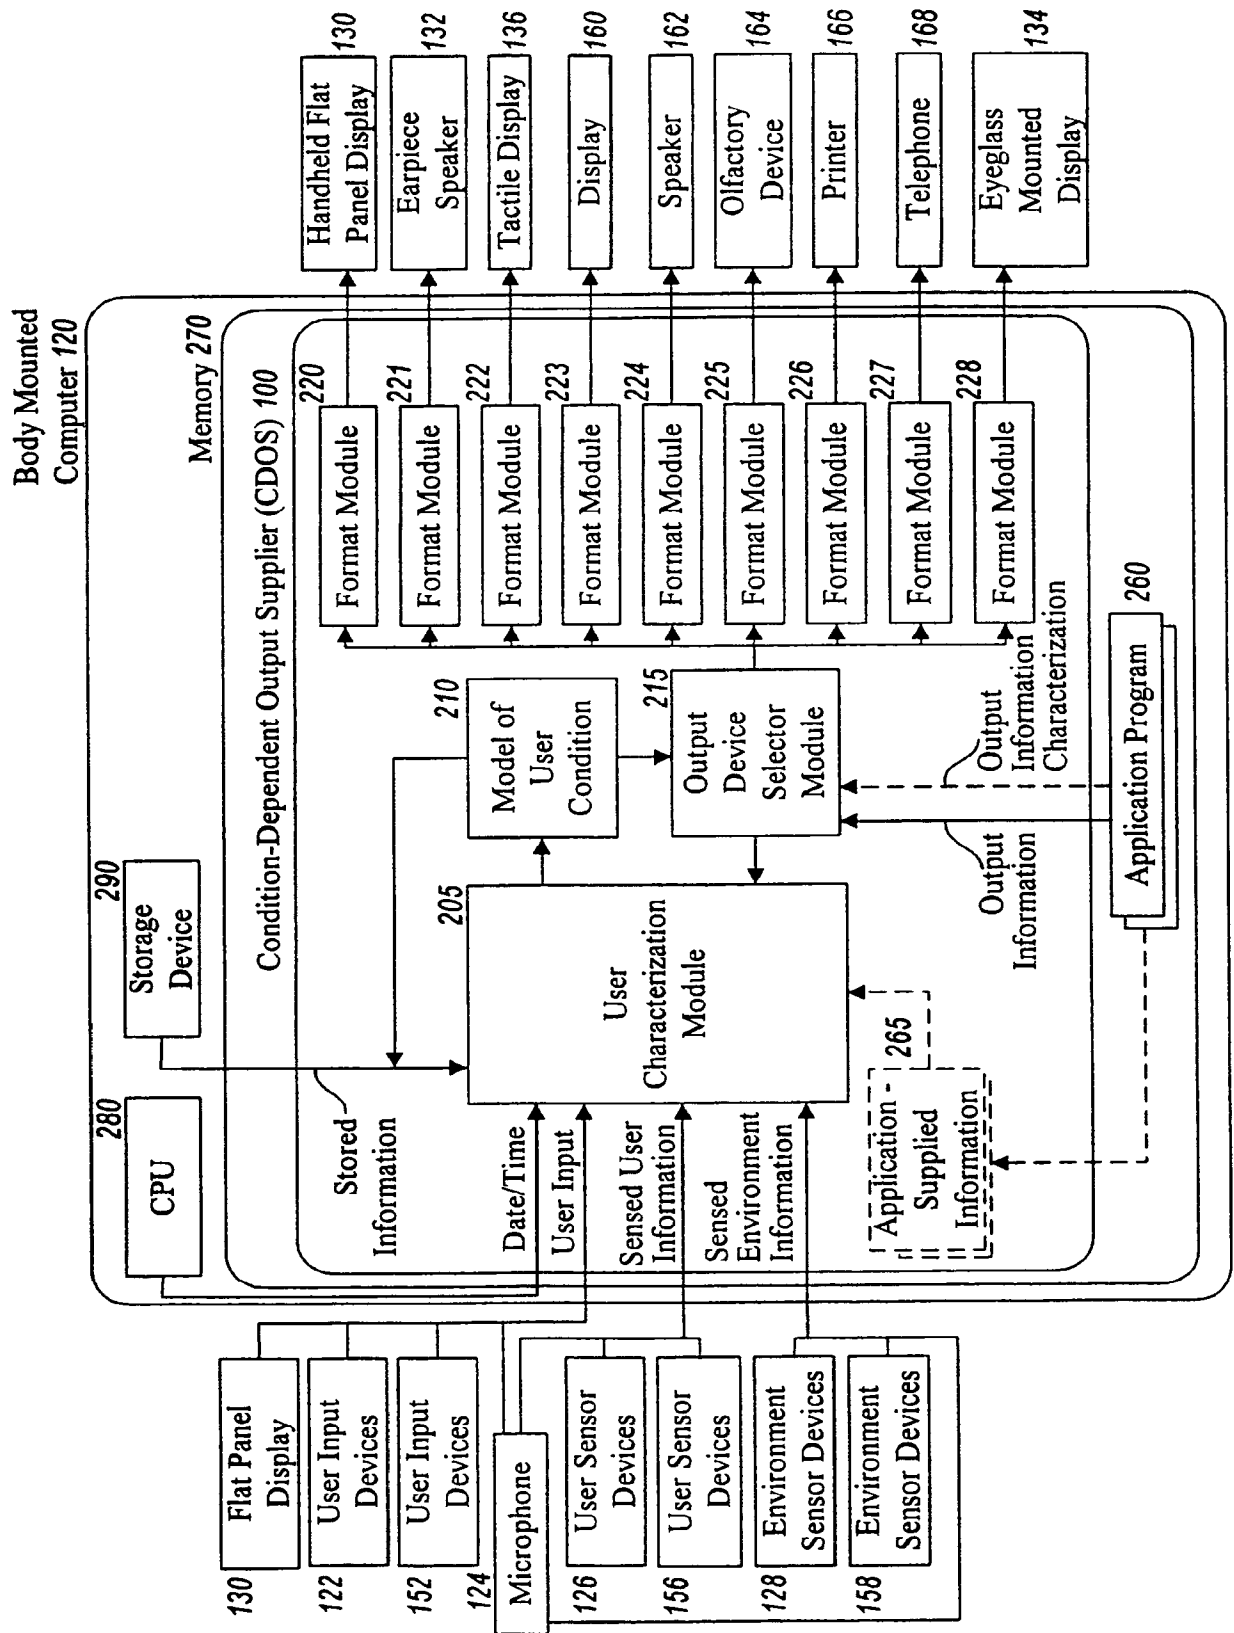 Body Mounted
Computer 120
Memory 270
Condition-Dependent Output Supplier (CDOS) 100
280
CPU
290
Storage
Device
Stored
Information
Date/Time
User Input
Sensed User
Information
Sensed
Environment
Information
130
Flat Panel
Display
122
User Input
Devices
152
User Input
Devices
124
Microphone
126
User Sensor
Devices
156
User Sensor
Devices
128
Environment
Sensor Devices
158
Environment
Sensor Devices
205
User
Characterization
Module
210
Model of
User
Condition
215
Output
Device
Selector
Module
265
Application -
Supplied
Information
Output
Information
Output
Information
Characterization
260
Application Program
220
Format Module
221
Format Module
222
Format Module
223
Format Module
224
Format Module
225
Format Module
226
Format Module
227
Format Module
228
Format Module
Handheld Flat
Panel Display
130
Earpiece
Speaker
132
Tactile Display
136
Display
160
Speaker
162
Olfactory
Device
164
Printer
166
Telephone
168
Eyeglass
Mounted
Display
134